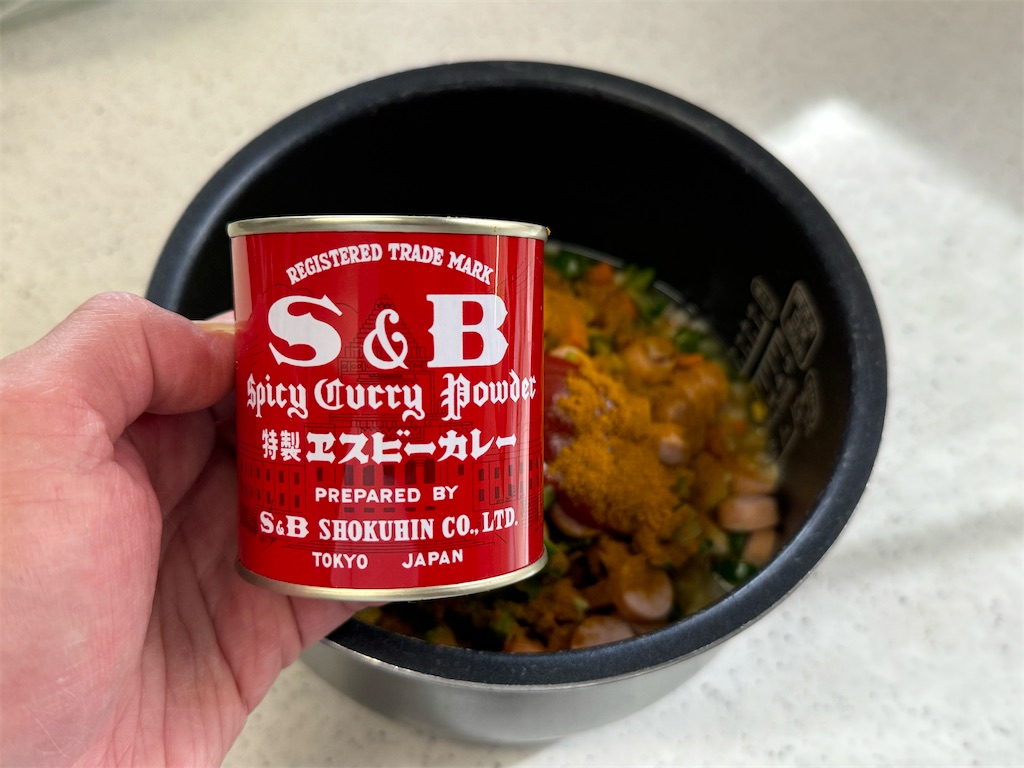 REGISTERED TRADE MARK
S & B
Spicy Curry Powder
特製 エスビーカレー
PREPARED BY
S&B SHOKUHIN CO., LTD.
TOKYO JAPAN